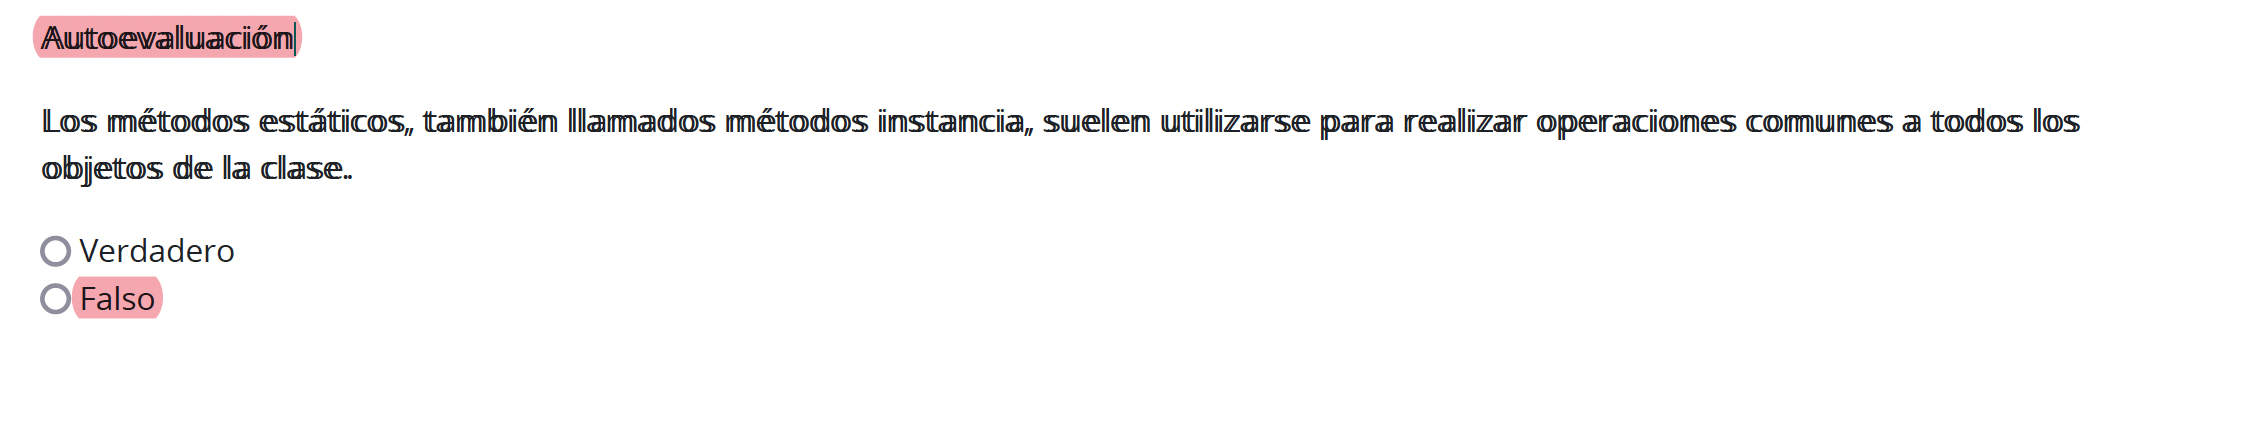 Autoevaluación
Los métodos estáticos, también llamados métodos instancia, suelen utilizarse para realizar operaciones comunes a todos los
objetos de la clase.
Verdadero
Falso